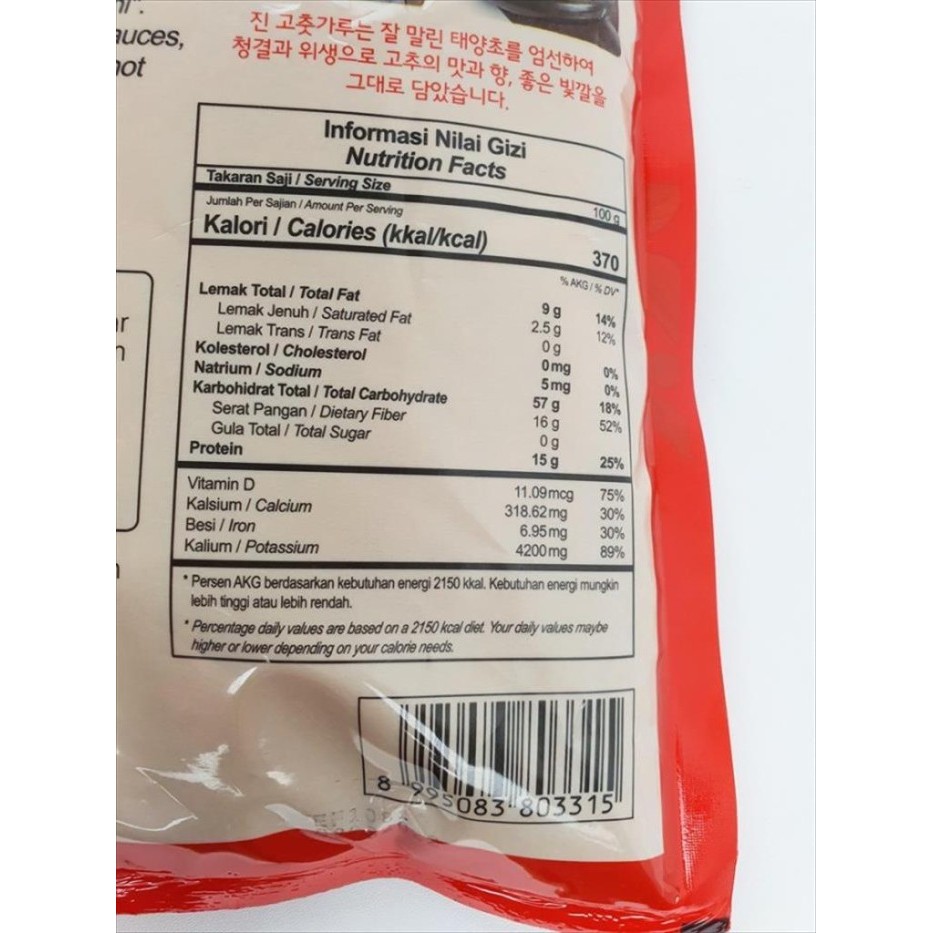 auces,
not
진 고춧가루는 잘 말린 태양초를 엄선하여
청결과 위생으로 고추의 맛과 향, 좋은 빛깔을
그대로 담았습니다.
Informasi Nilai Gizi
Nutrition Facts
Takaran Saji / Serving Size
100 g
Jumlah Per Sajian / Amount Per Serving
Kalori / Calories (kkal/kcal) 370
% AKG / % DV*
Lemak Total / Total Fat 9 g 14%
Lemak Jenuh / Saturated Fat 2.5 g 12%
Lemak Trans / Trans Fat 0 g
Kolesterol / Cholesterol 0 mg 0%
Natrium / Sodium 5 mg 0%
Karbohidrat Total / Total Carbohydrate 57 g 18%
Serat Pangan / Dietary Fiber 16 g 52%
Gula Total / Total Sugar 0 g
Protein 15 g 25%
Vitamin D 11.09 mcg 75%
Kalsium / Calcium 318.62 mg 30%
Besi / Iron 6.95 mg 30%
Kalium / Potassium 4200 mg 89%
* Persen AKG berdasarkan kebutuhan energi 2150 kkal. Kebutuhan energi mungkin
lebih tinggi atau lebih rendah.
* Percentage daily values are based on a 2150 kcal diet. Your daily values maybe
higher or lower depending on your calorie needs.
8 995083 803315